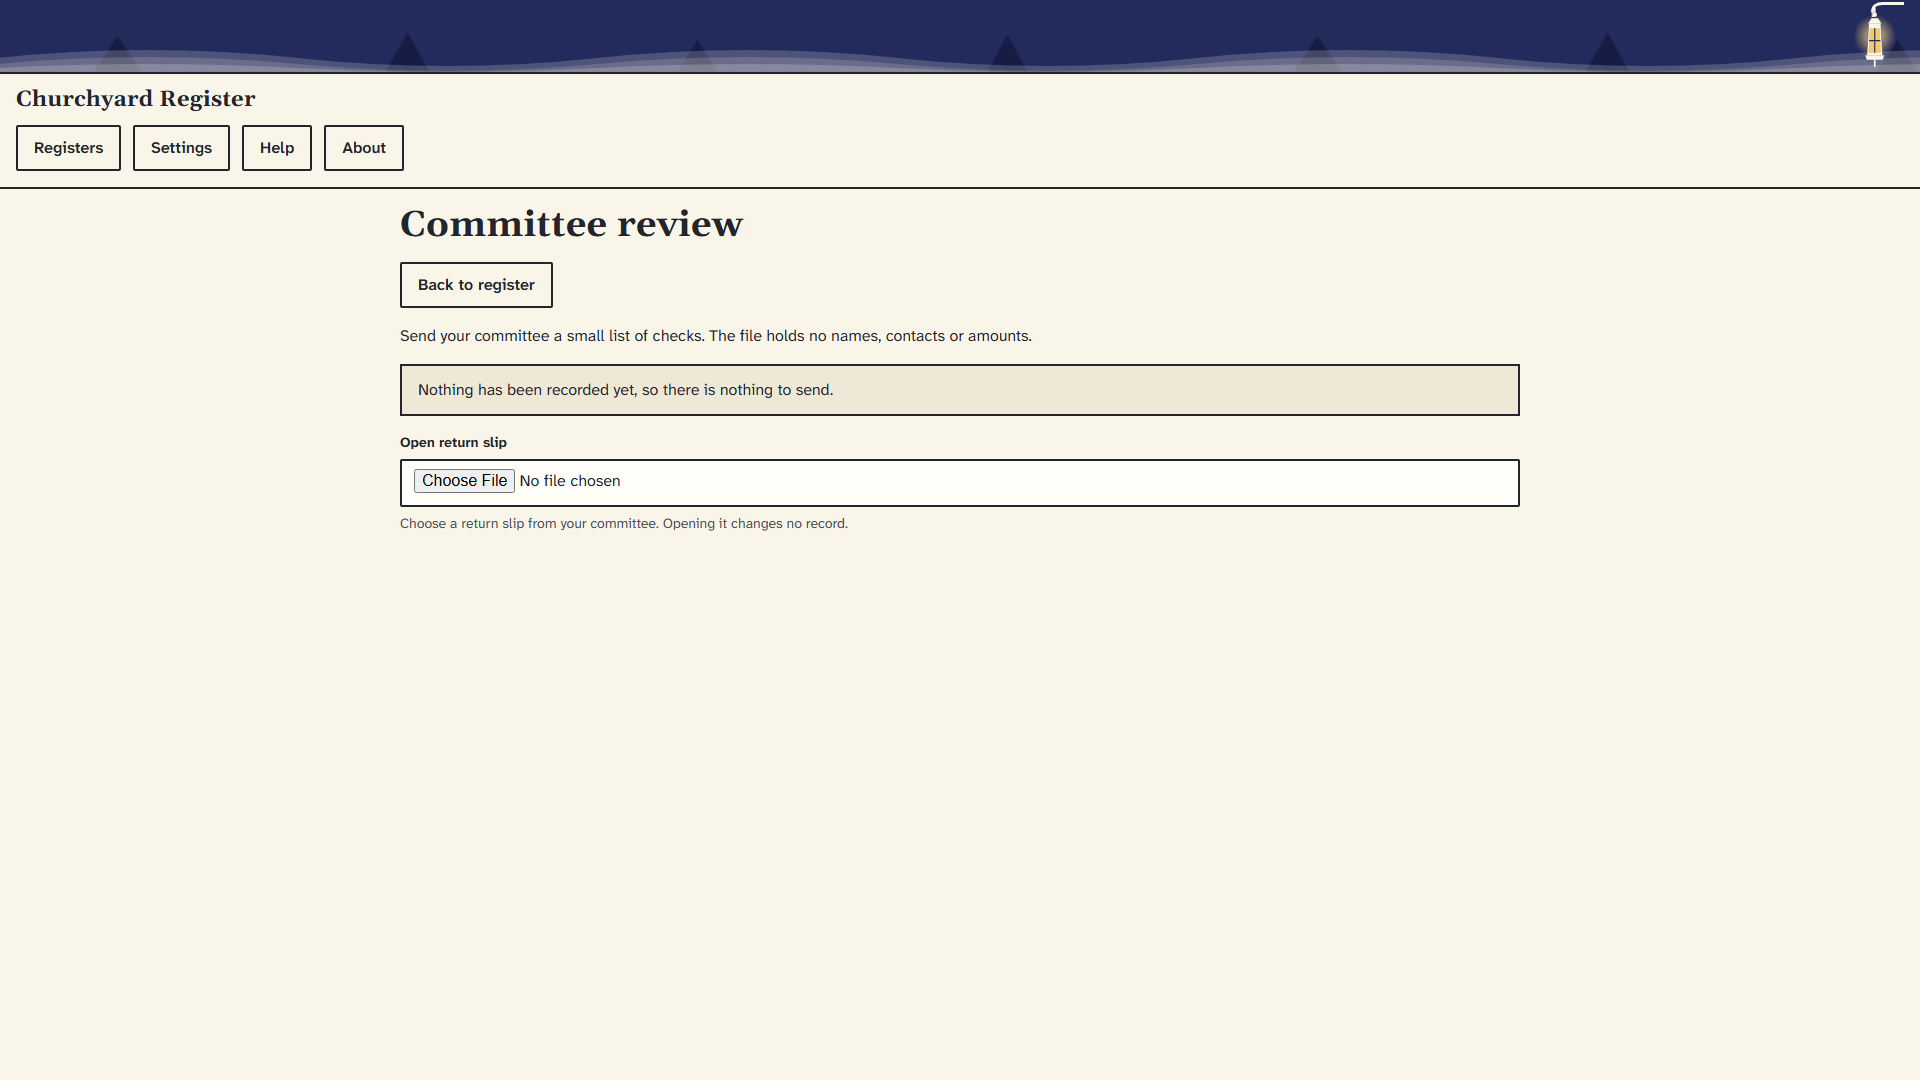 Churchyard Register
Registers
Settings
Help
About
Committee review
Back to register
Send your committee a small list of checks. The file holds no names, contacts or amounts.
Nothing has been recorded yet, so there is nothing to send.
Open return slip
Choose File No file chosen
Choose a return slip from your committee. Opening it changes no record.